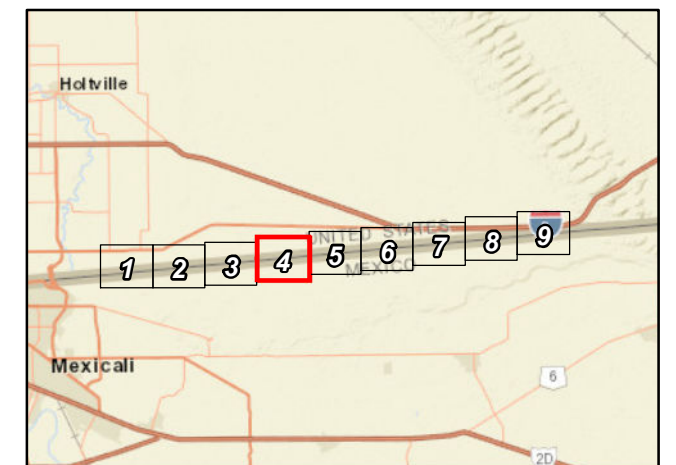 Holtville
UNITED STATES
MEXICO
1 2 3 4 5 6 7 8 9
Mexicali
6
2D